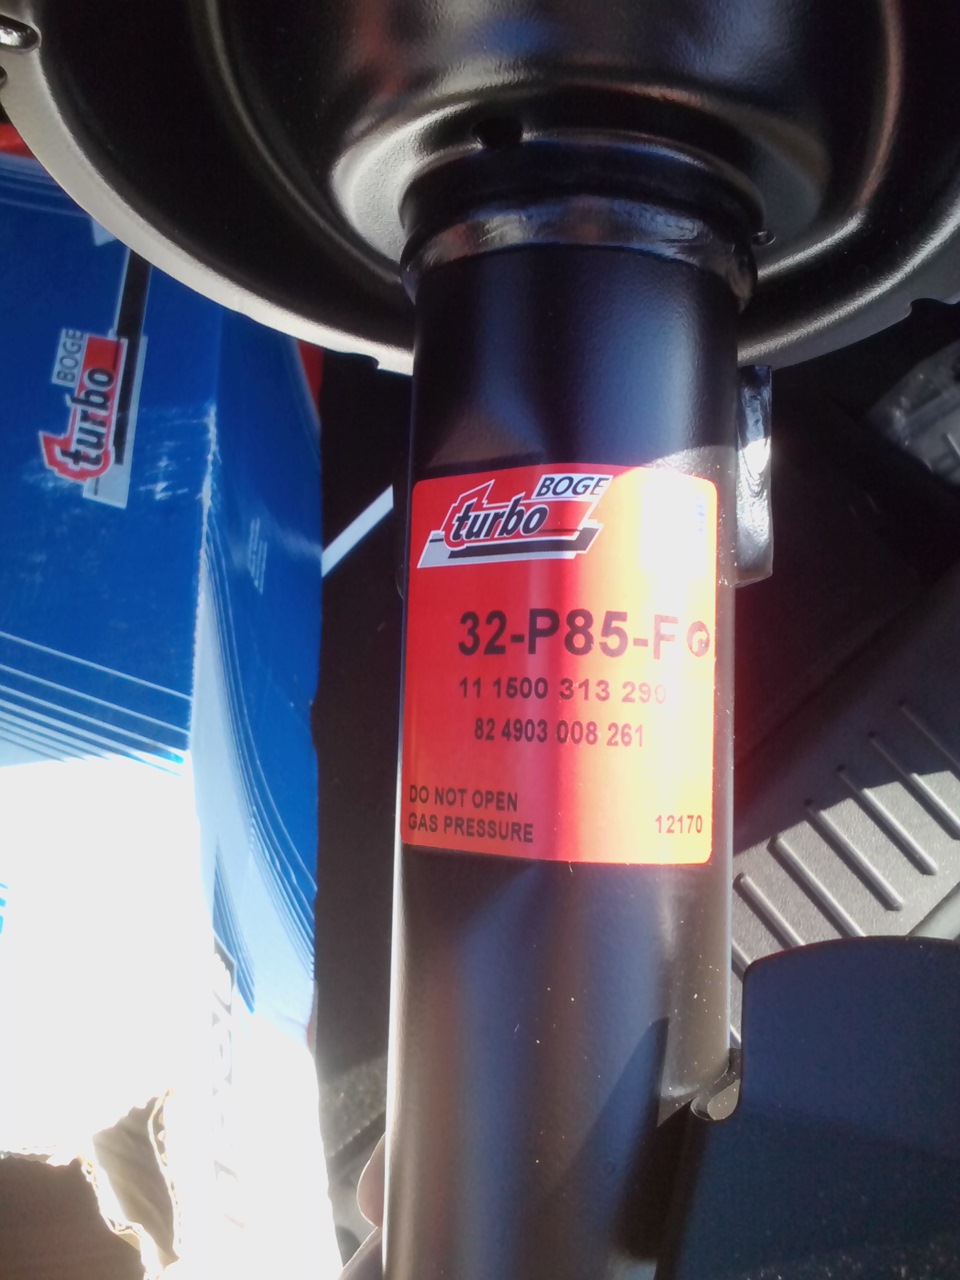 BOGE
turbo
BOGE
turbo
32-P85-F
11 1500 313 290
82 4903 008 261
DO NOT OPEN
GAS PRESSURE
12170